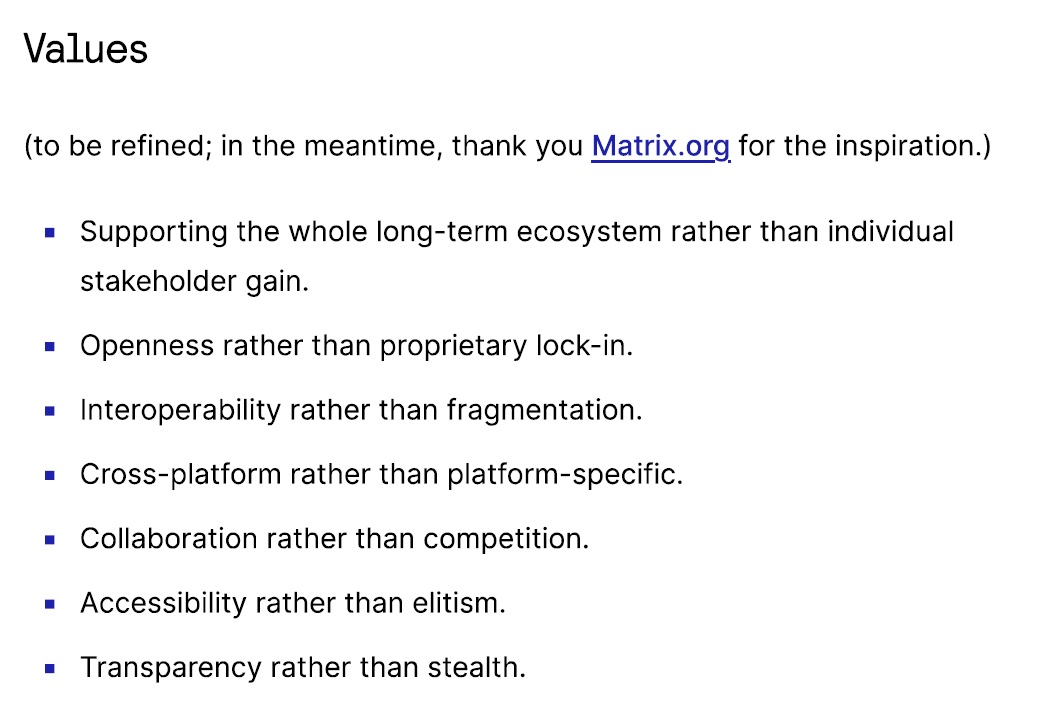 Values
(to be refined; in the meantime, thank you Matrix.org for the inspiration.)
Supporting the whole long-term ecosystem rather than individual
stakeholder gain.
Openness rather than proprietary lock-in.
Interoperability rather than fragmentation.
Cross-platform rather than platform-specific.
Collaboration rather than competition.
Accessibility rather than elitism.
Transparency rather than stealth.